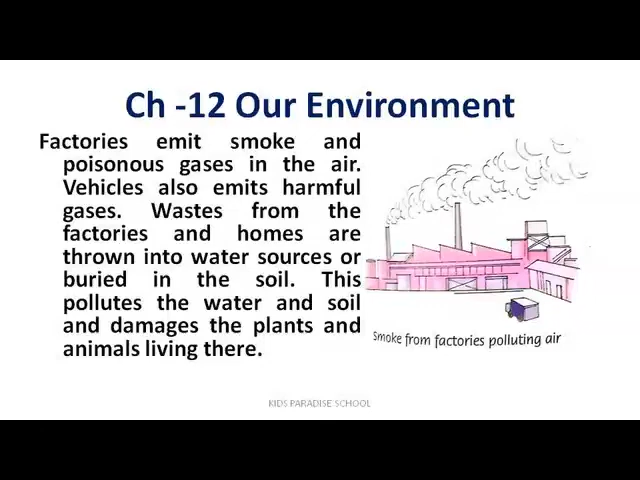 Ch -12 Our Environment
Factories emit smoke and
poisonous gases in the air.
Vehicles also emits harmful
gases. Wastes from the
factories and homes are
thrown into water sources or
buried in the soil. This
pollutes the water and soil
and damages the plants and
animals living there.
Smoke from factories polluting air
KIDS PARADISE SCHOOL